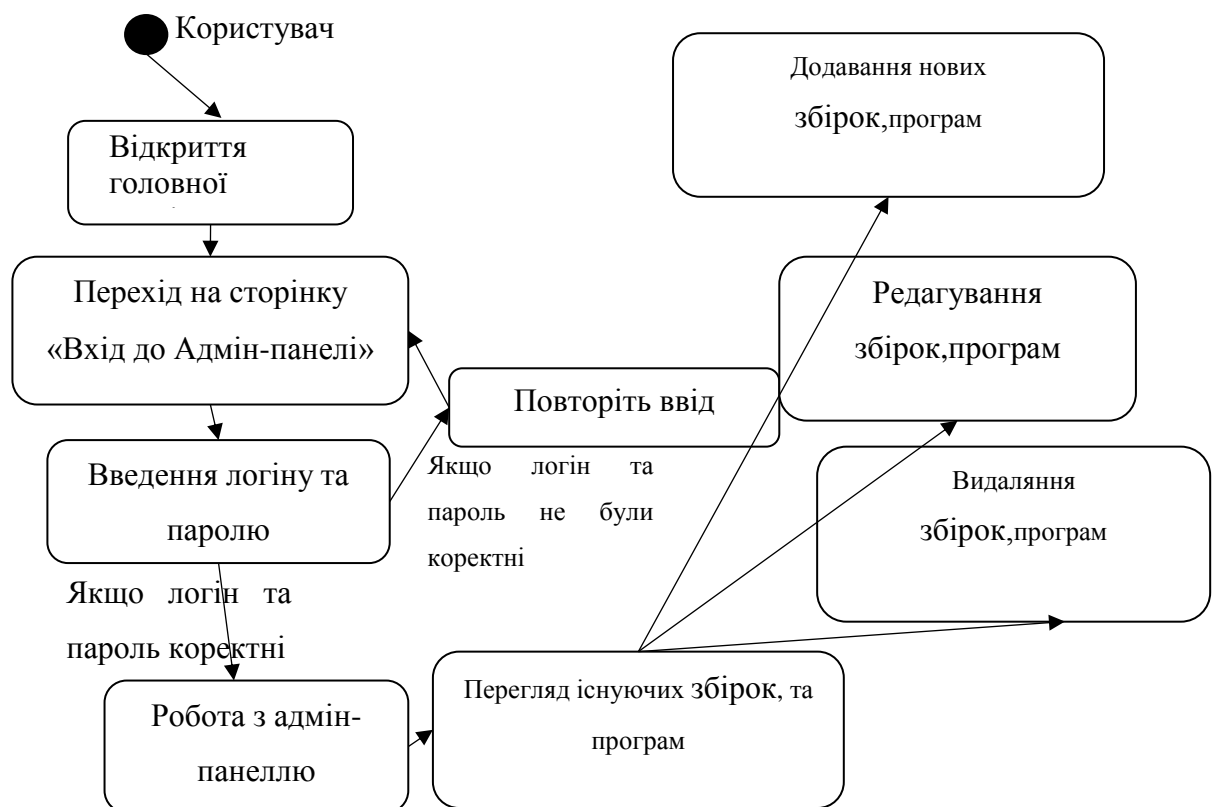 Користувач
Відкриття
головної
Перехід на сторінку
«Вхід до Адмін-панелі»
Введення логіну та
паролю
Якщо логін та
пароль коректні
Робота з адмін-
панеллю
Повторіть ввід
Якщо логін та
пароль не були
коректні
Перегляд існуючих збірок, та
програм
Додавання нових
збірок,програм
Редагування
збірок,програм
Видаляння
збірок,програм